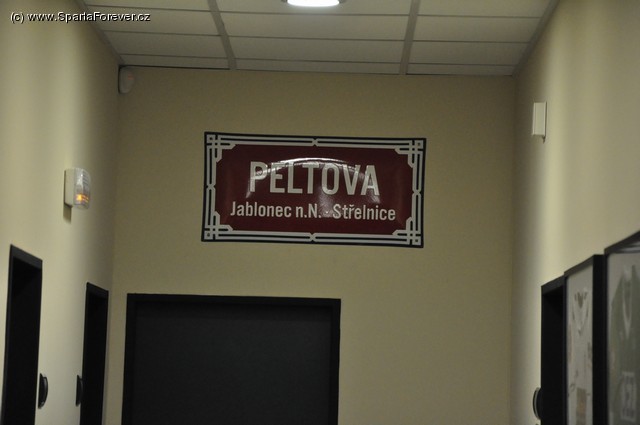 (c) www.SpartaForever.cz
PELTOVA
Jablonec n.N. - Střelnice